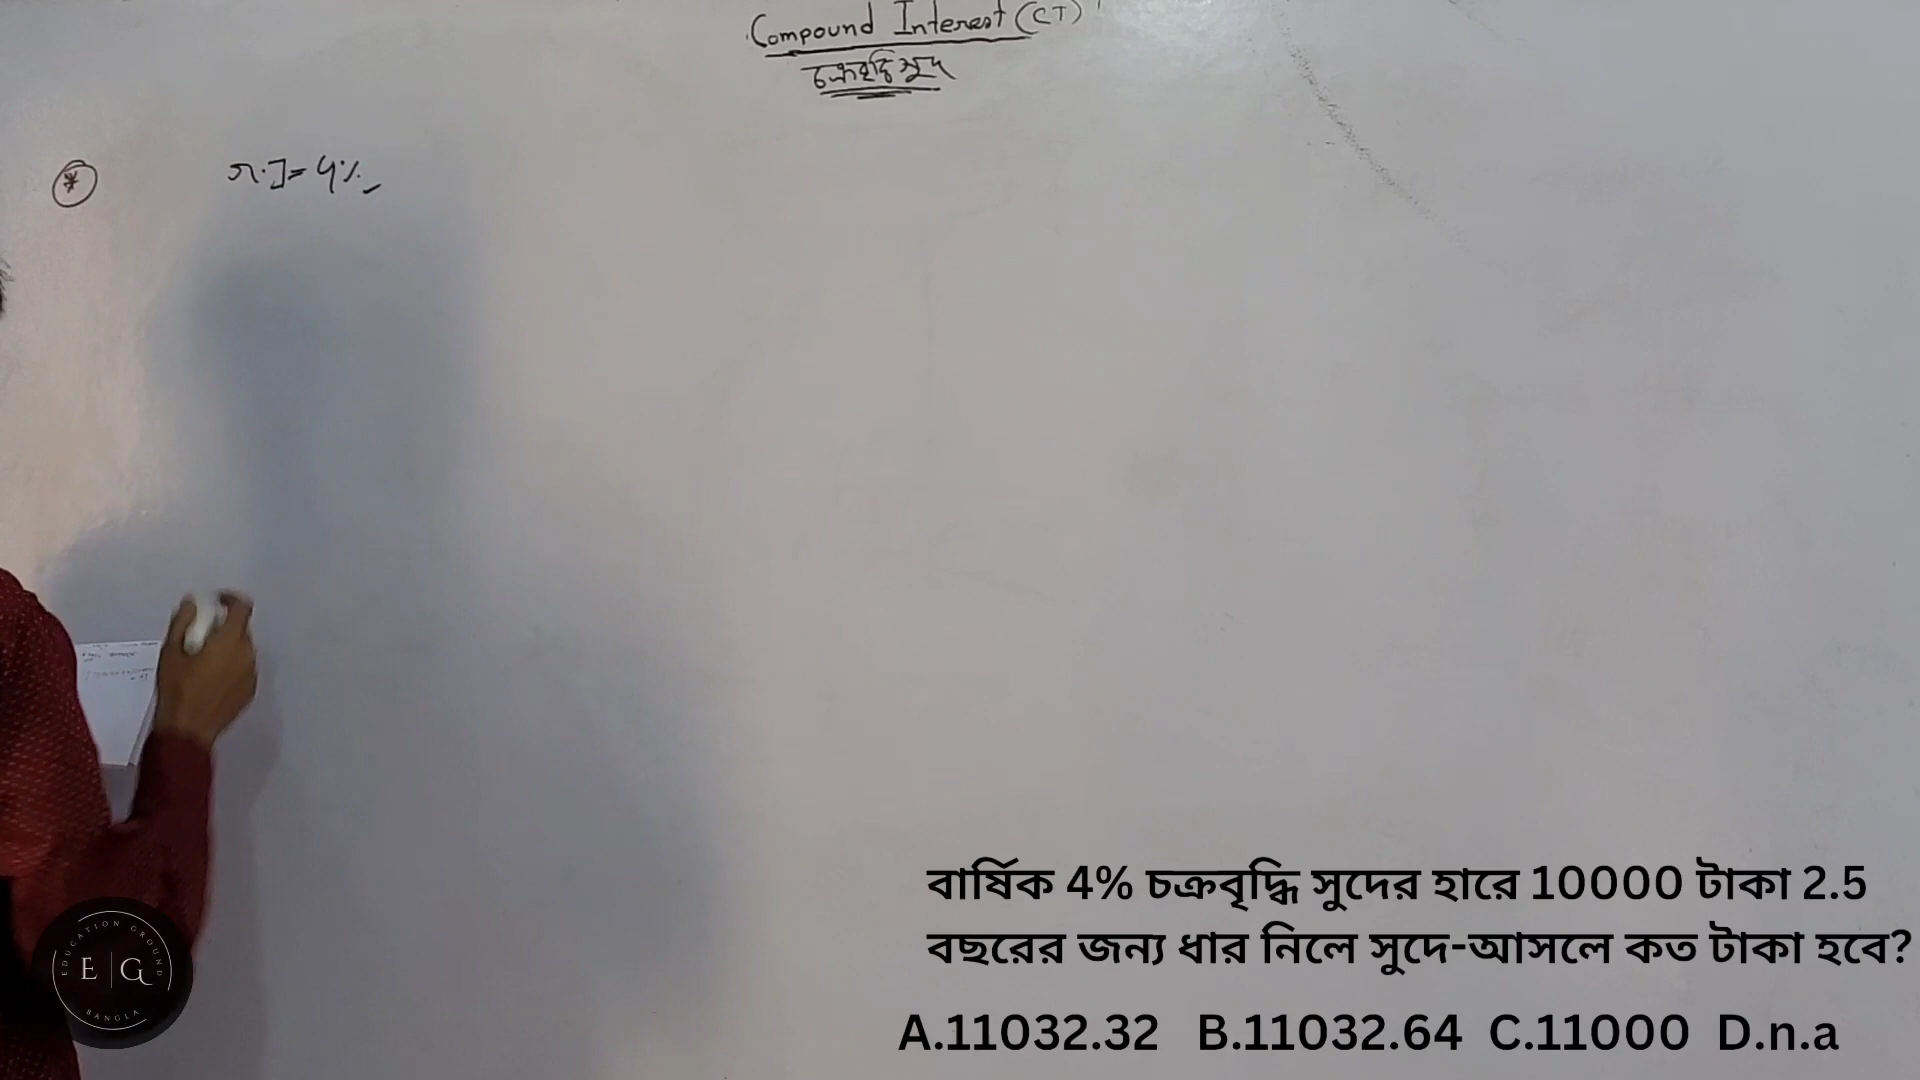 Compound Interest (CI)
চক্রবৃদ্ধি সুদ
r.I = 4%
বার্ষিক 4% চক্রবৃদ্ধি সুদের হারে 10000 টাকা 2.5
বছরের জন্য ধার নিলে সুদে-আসলে কত টাকা হবে?
A.11032.32 B.11032.64 C.11000 D.n.a
EDUCATION GROUND
E|G
BANGLA